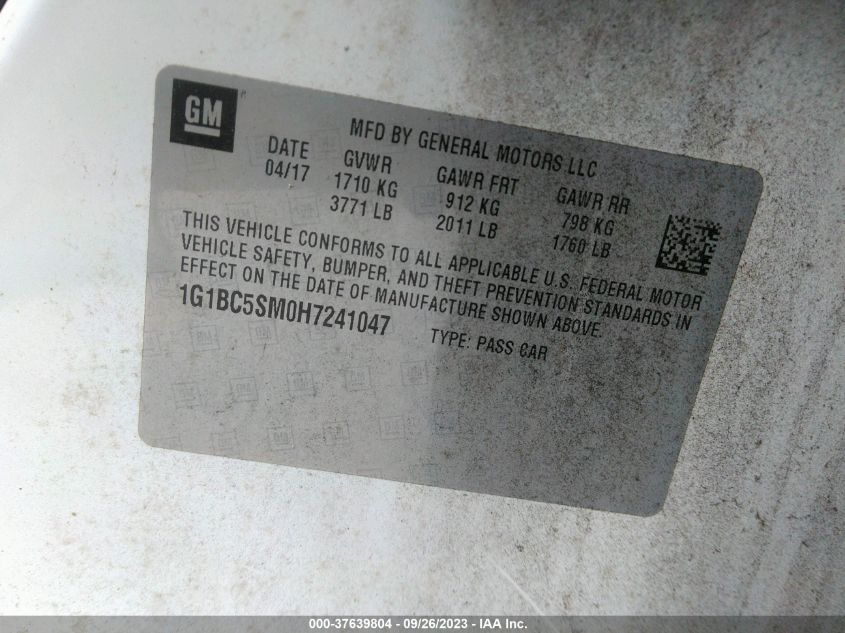 GM
MFD BY GENERAL MOTORS LLC
DATE GVWR GAWR FRT GAWR RR
04/17 1710 KG 912 KG 798 KG
3771 LB 2011 LB 1760 LB
THIS VEHICLE CONFORMS TO ALL APPLICABLE U.S. FEDERAL MOTOR
VEHICLE SAFETY, BUMPER, AND THEFT PREVENTION STANDARDS IN
EFFECT ON THE DATE OF MANUFACTURE SHOWN ABOVE.
1G1BC5SM0H7241047 TYPE: PASS CAR
000-37639804 - 09/26/2023 - IAA Inc.